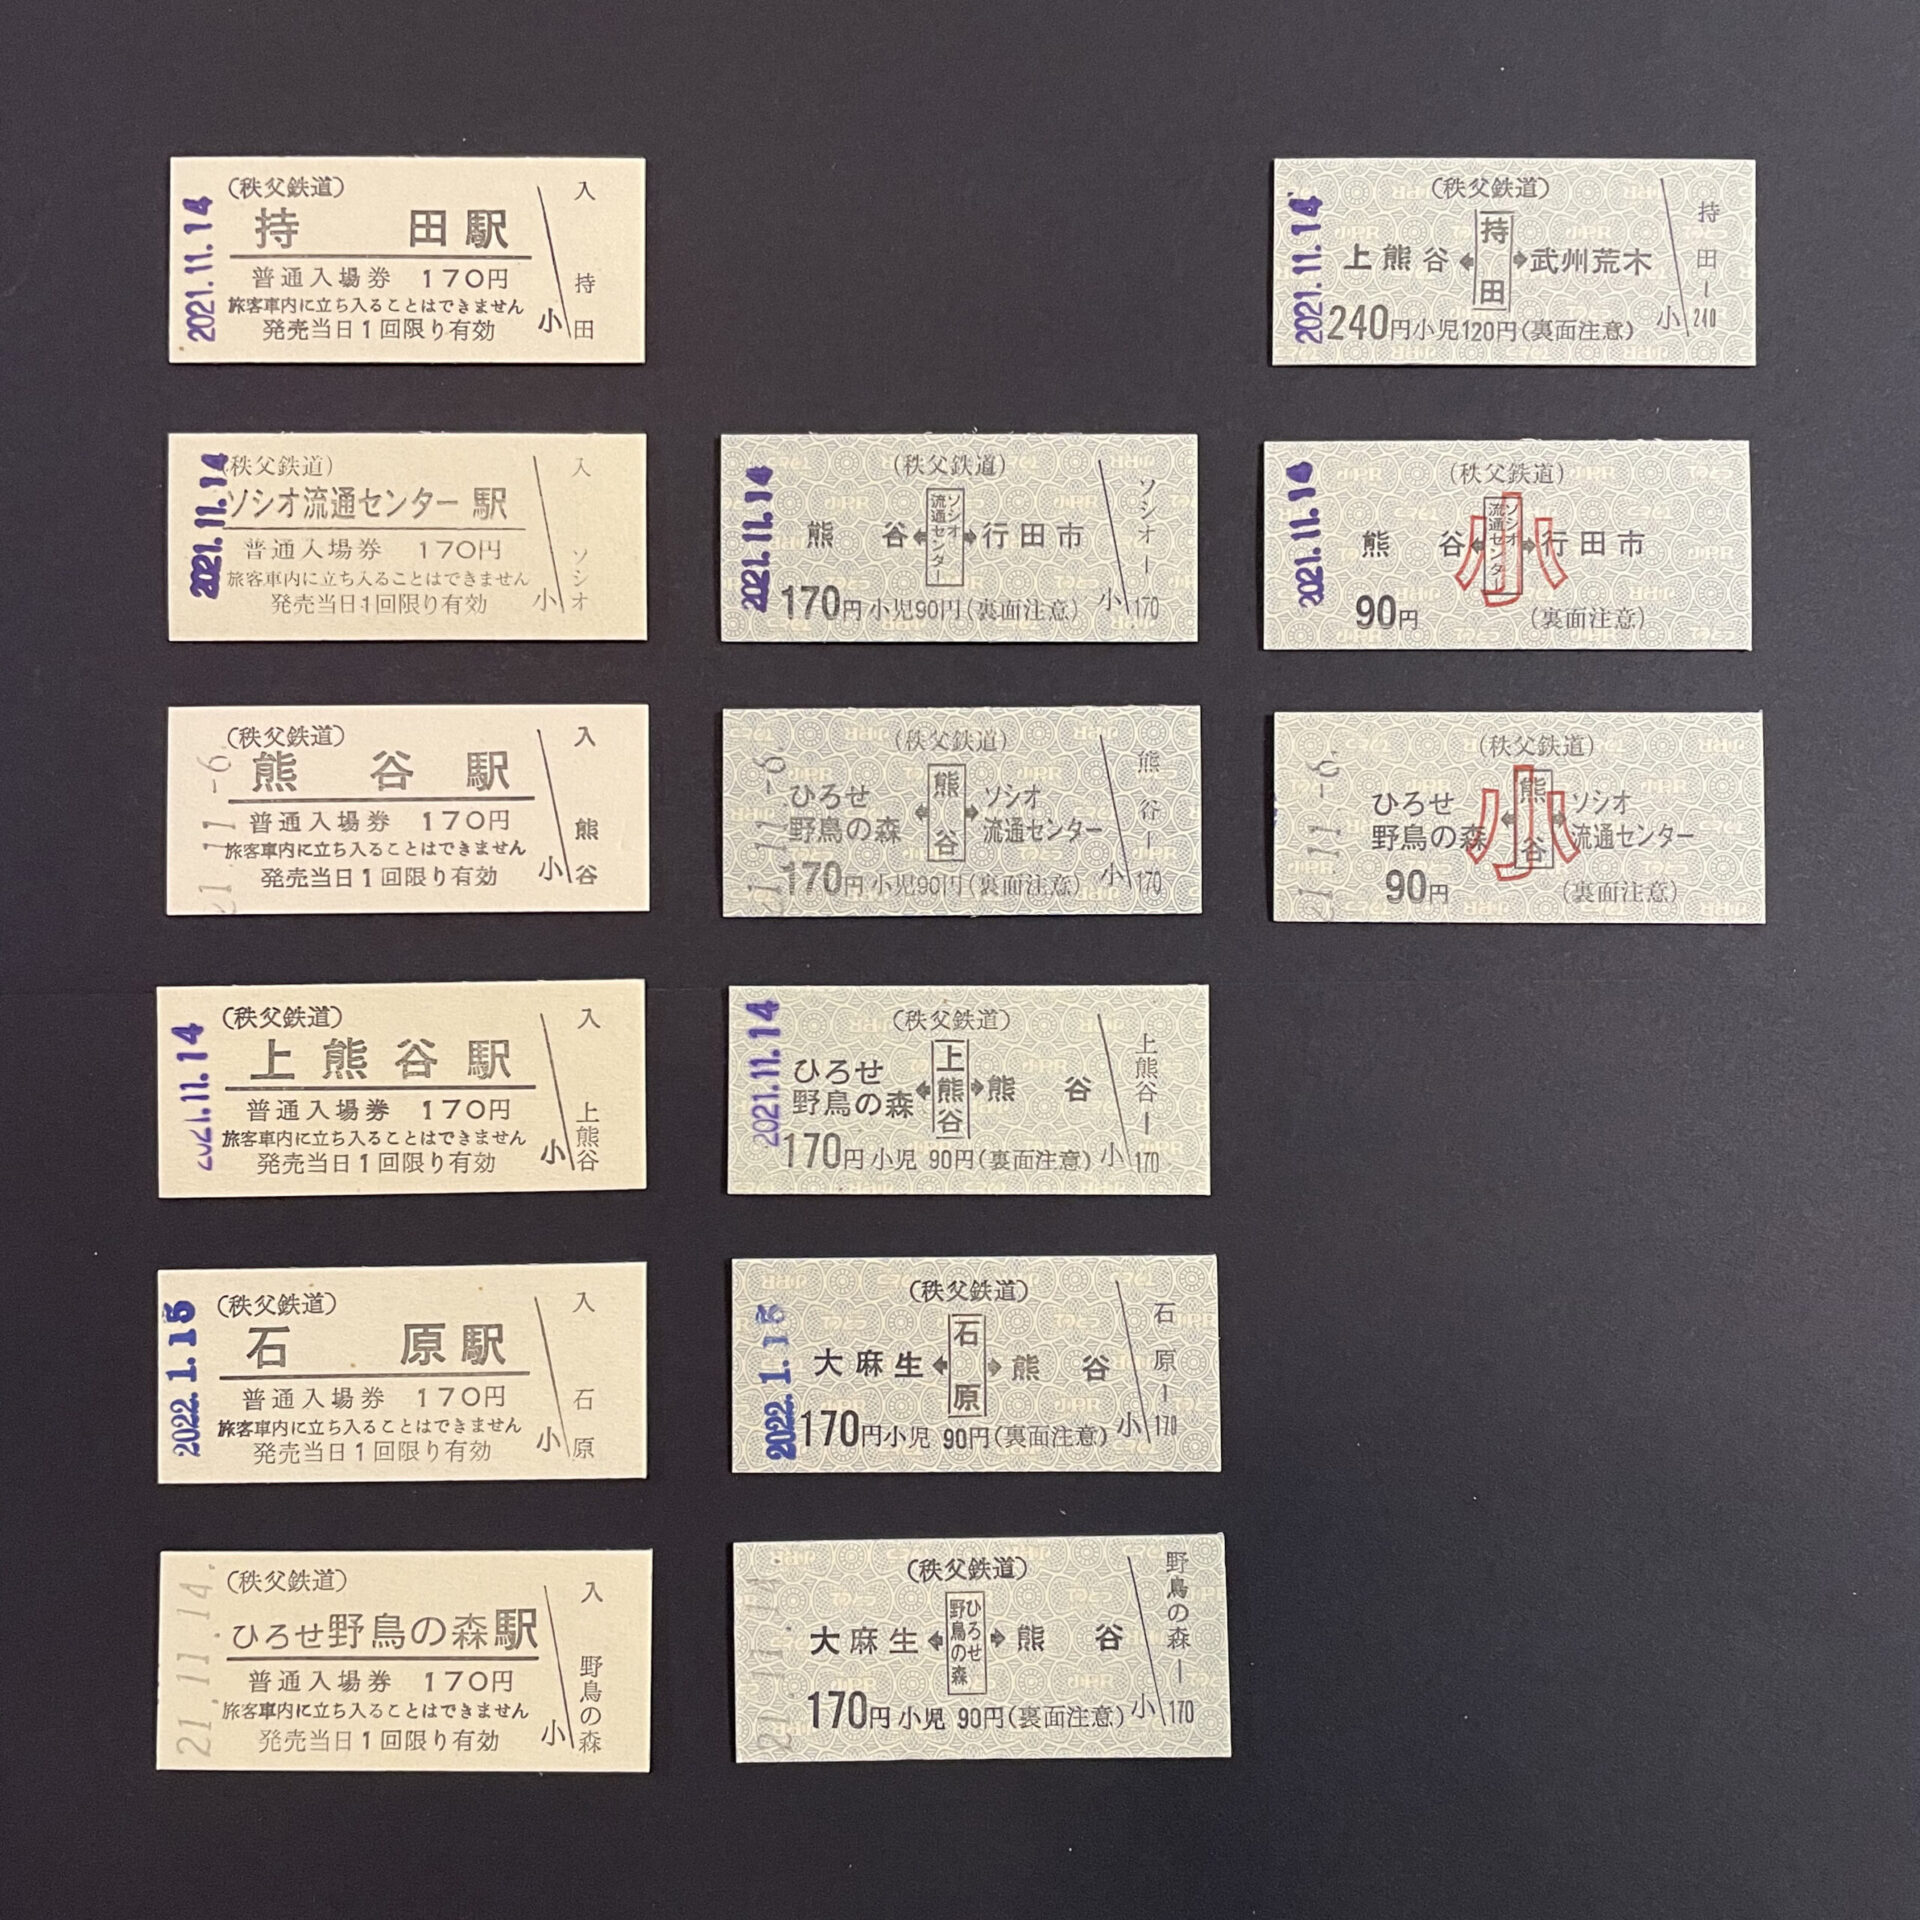 2021.11.14
(秩父鉄道)
持田駅
普通入場券 170円
旅客車内に立ち入ることはできません
発売当日1回限り有効
小
入
持田
2021.11.14
(秩父鉄道)
上熊谷
持田
武州荒木
240円小児120円(裏面注意)
小
持田ー
240
2021.11.14
(秩父鉄道)
ソシオ流通センター 駅
普通入場券 170円
旅客車内に立ち入ることはできません
発売当日1回限り有効
小
入
ソシオ
2021.11.14
(秩父鉄道)
熊谷
ソシオ
流通センター
行田市
170円小児90円(裏面注意)
小
ソシオー
170
2021.11.14
(秩父鉄道)
熊谷
ソシオ
流通センター
行田市
小
90円
(裏面注意)
21.11.-6.
(秩父鉄道)
熊谷駅
普通入場券 170円
旅客車内に立ち入ることはできません
発売当日1回限り有効
小
入
熊谷
21.11.-6.
(秩父鉄道)
ひろせ
野鳥の森
熊谷
ソシオ
流通センター
170円小児90円(裏面注意)
小
熊谷ー
170
21.11.-6.
(秩父鉄道)
ひろせ
野鳥の森
熊谷
ソシオ
流通センター
小
90円
(裏面注意)
2021.11.14
(秩父鉄道)
上熊谷駅
普通入場券 170円
旅客車内に立ち入ることはできません
発売当日1回限り有効
小
入
上熊谷
2021.11.14
(秩父鉄道)
ひろせ
野鳥の森
上熊谷
熊谷
170円小児 90円(裏面注意)
小
上熊谷ー
170
2022.1.15
(秩父鉄道)
石原駅
普通入場券 170円
旅客車内に立ち入ることはできません
発売当日1回限り有効
小
入
石原
2022.1.15
(秩父鉄道)
大麻生
石原
熊谷
170円小児 90円(裏面注意)
小
石原ー
170
21.11.14.
(秩父鉄道)
ひろせ野鳥の森駅
普通入場券 170円
旅客車内に立ち入ることはできません
発売当日1回限り有効
小
入
野鳥の森
21.11.14.
(秩父鉄道)
大麻生
ひろせ
野鳥の森
熊谷
170円小児 90円(裏面注意)
小
野鳥の森ー
170